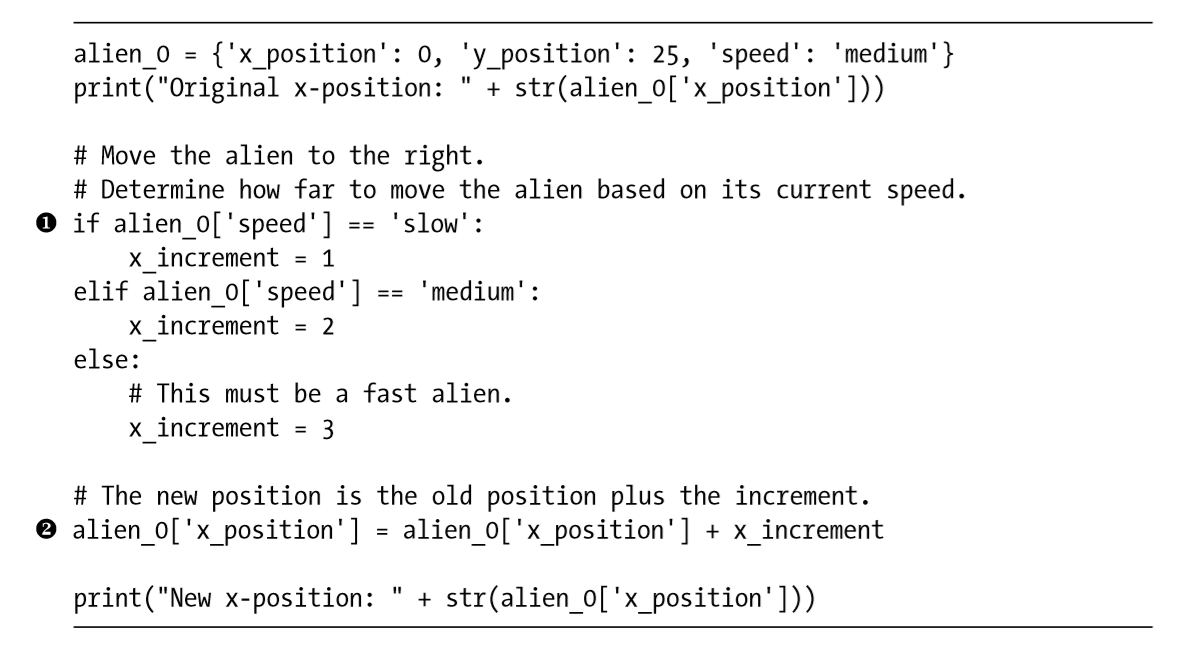 alien_0 = {'x_position': 0, 'y_position': 25, 'speed': 'medium'}
print("Original x-position: " + str(alien_0['x_position']))
# Move the alien to the right.
# Determine how far to move the alien based on its current speed.
❶ if alien_0['speed'] == 'slow':
    x_increment = 1
elif alien_0['speed'] == 'medium':
    x_increment = 2
else:
    # This must be a fast alien.
    x_increment = 3
# The new position is the old position plus the increment.
❷ alien_0['x_position'] = alien_0['x_position'] + x_increment
print("New x-position: " + str(alien_0['x_position']))